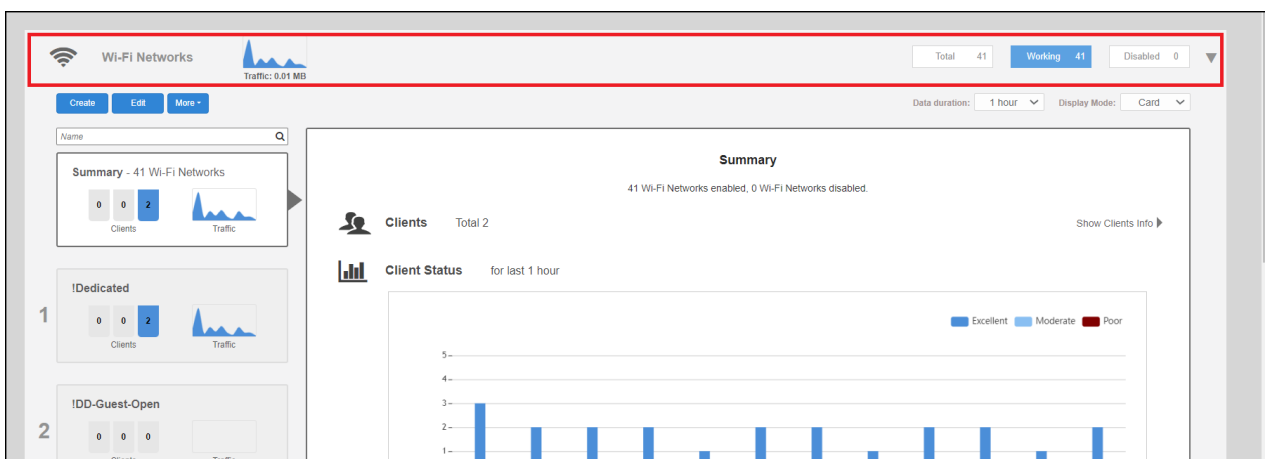 Wi-Fi Networks
Traffic: 0.01 MB
Total 41
Working 41
Disabled 0
Create
Edit
More
Data duration: 1 hour
Display Mode: Card
Name
Summary - 41 Wi-Fi Networks
0 0 2
Clients Traffic
1
!Dedicated
0 0 2
Clients Traffic
2
!DD-Guest-Open
0 0 0
Clients Traffic
Summary
41 Wi-Fi Networks enabled, 0 Wi-Fi Networks disabled.
Clients Total 2
Show Clients Info
Client Status for last 1 hour
Excellent Moderate Poor
5
4
3
2
1